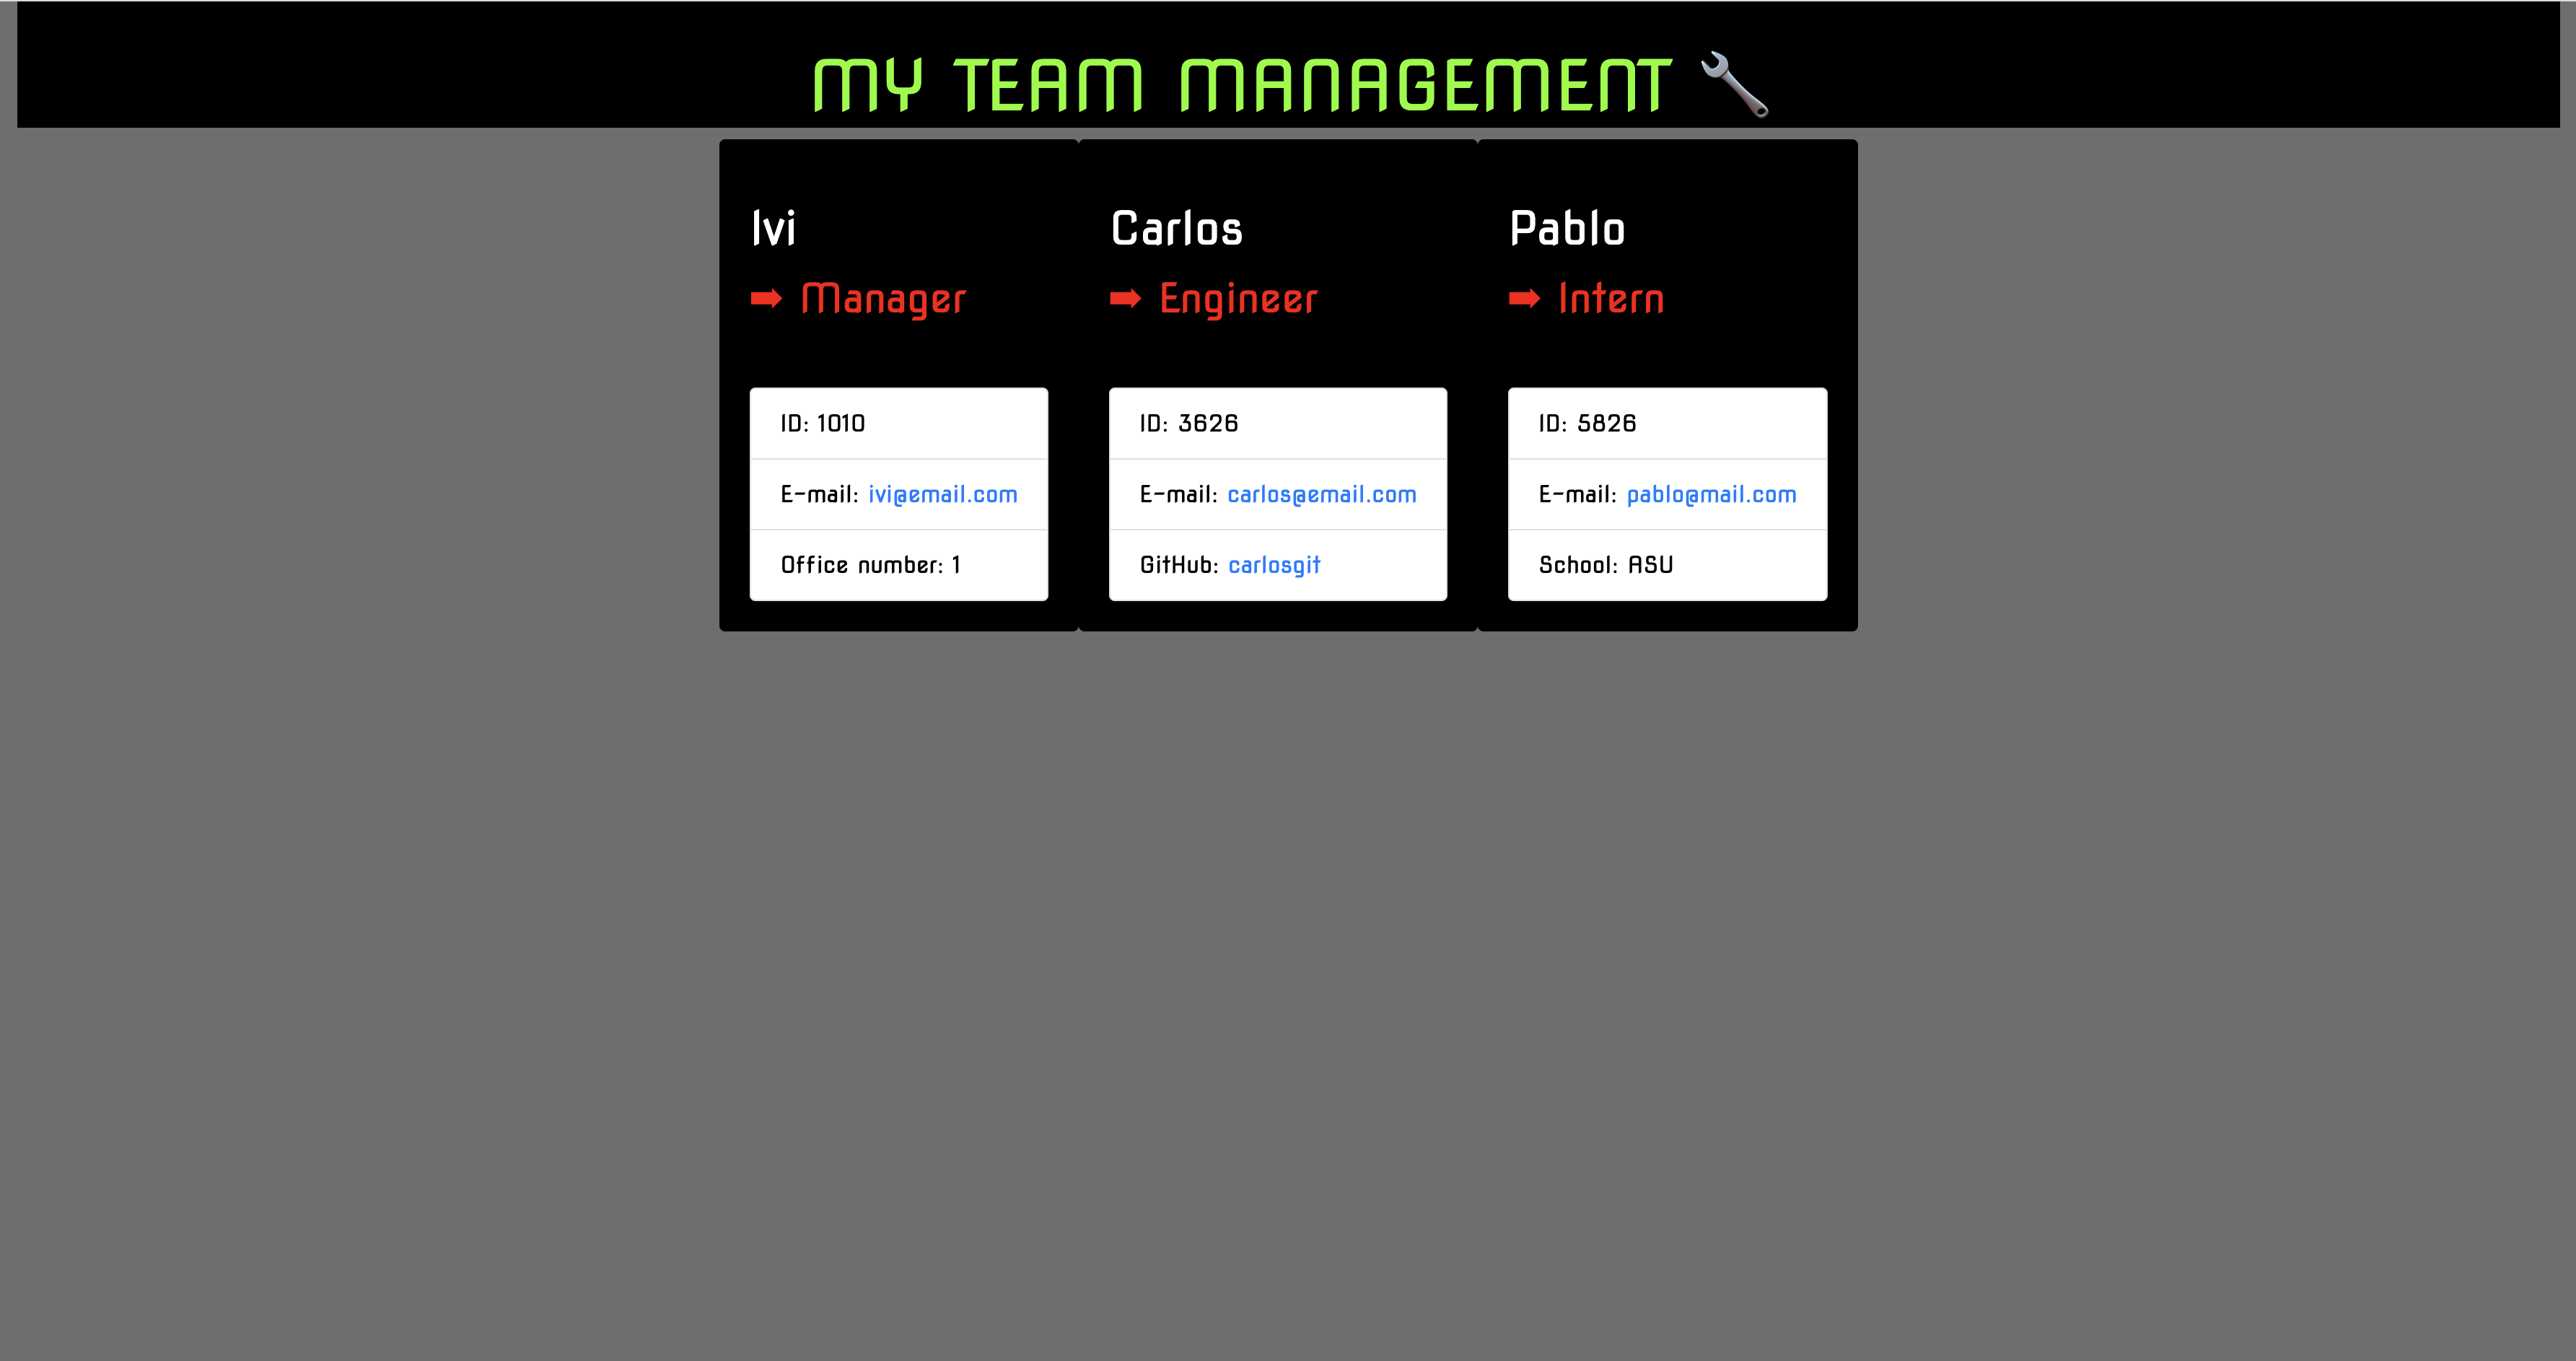 MY TEAM MANAGEMENT 🔧
Ivi
➡ Manager
ID: 1010
E-mail: ivi@email.com
Office number: 1
Carlos
➡ Engineer
ID: 3626
E-mail: carlos@email.com
GitHub: carlosgit
Pablo
➡ Intern
ID: 5826
E-mail: pablo@mail.com
School: ASU